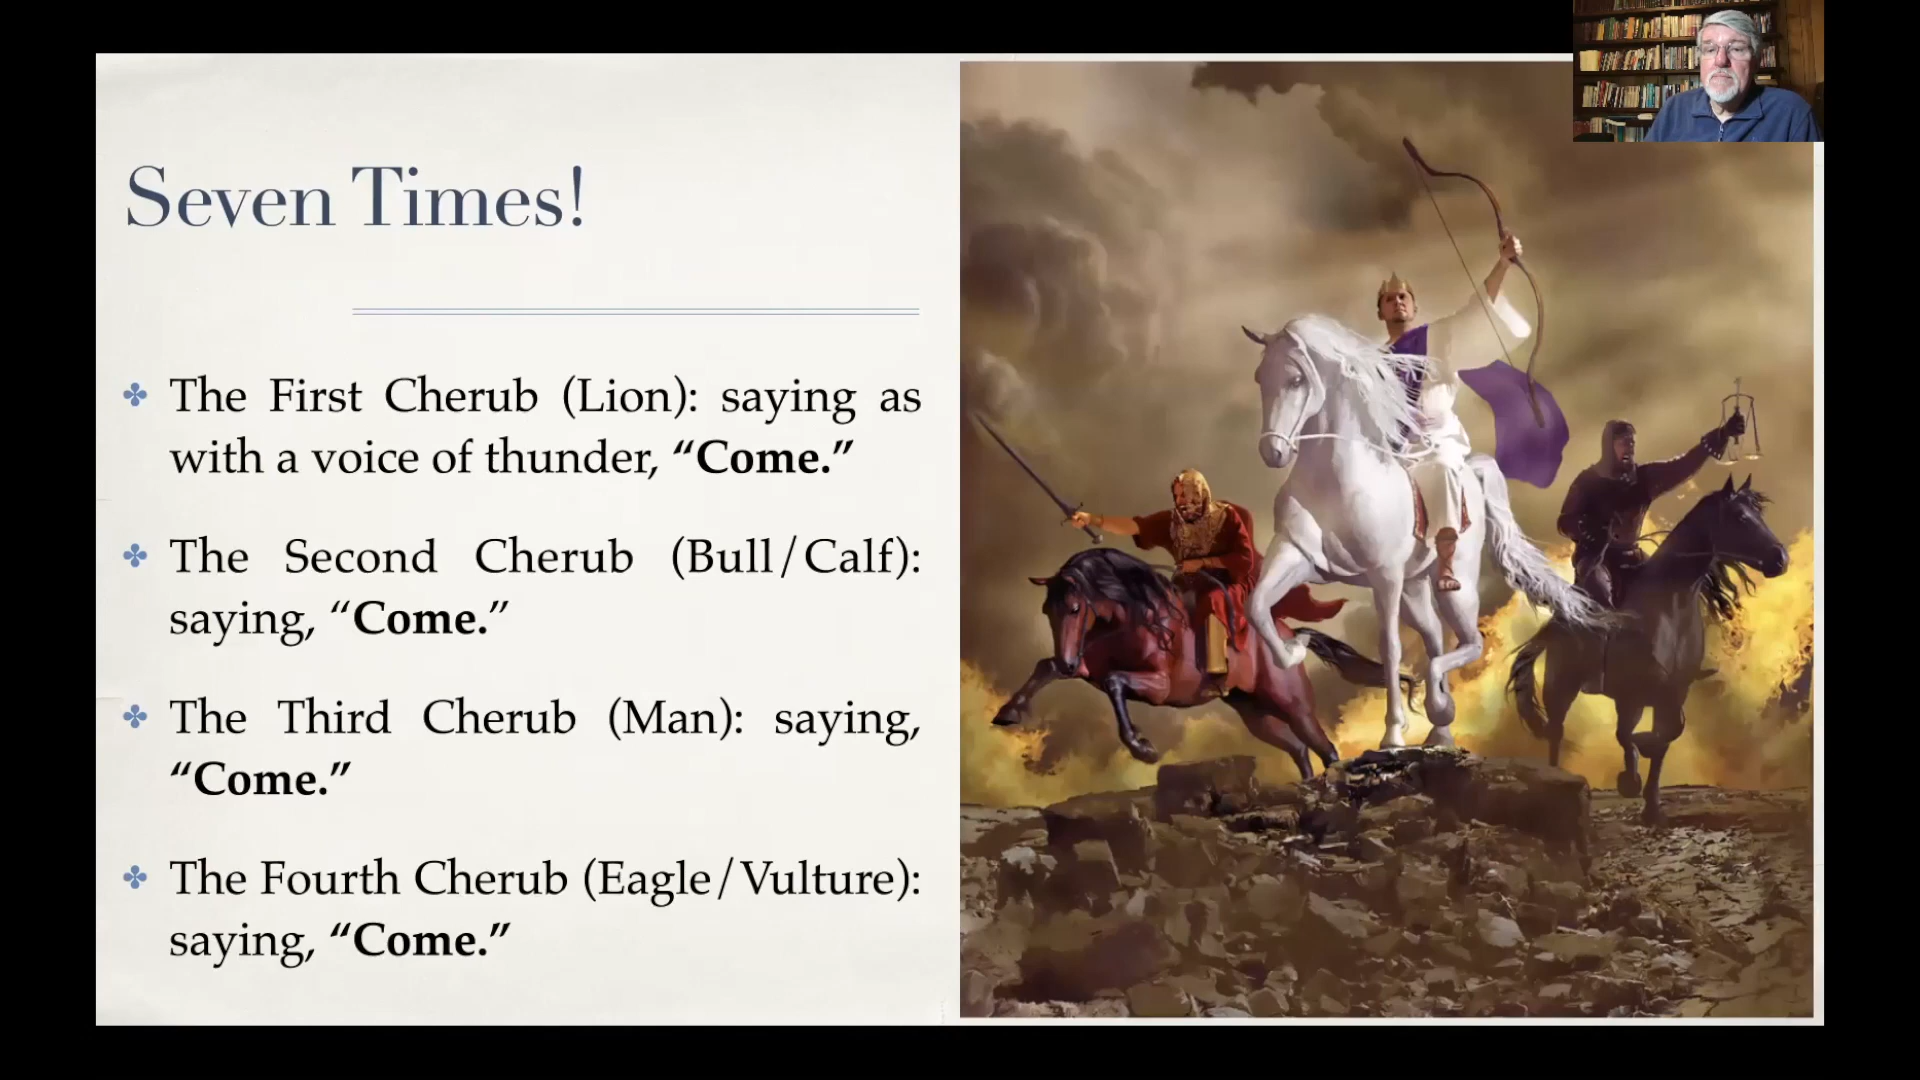 Seven Times!
The First Cherub (Lion): saying as
with a voice of thunder, “Come.”
The Second Cherub (Bull/Calf):
saying, “Come.”
The Third Cherub (Man): saying,
“Come.”
The Fourth Cherub (Eagle/Vulture):
saying, “Come.”